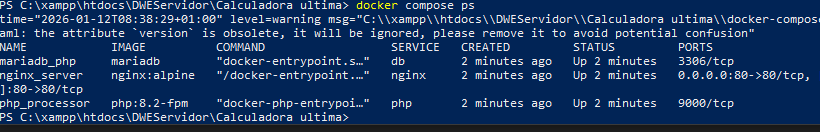 PS C:\xampp\htdocs\DWEServidor\Calculadora ultima> docker compose ps
time="2026-01-12T08:38:29+01:00" level=warning msg="C:\\xampp\\htdocs\\DWEServidor\\Calculadora ultima\\docker-compos
aml: the attribute `version` is obsolete, it will be ignored, please remove it to avoid potential confusion"
NAME IMAGE COMMAND SERVICE CREATED STATUS PORTS
mariadb_php mariadb "docker-entrypoint.s…" db 2 minutes ago Up 2 minutes 3306/tcp
nginx_server nginx:alpine "/docker-entrypoint.…" nginx 2 minutes ago Up 2 minutes 0.0.0.0:80->80/tcp,
]:80->80/tcp
php_processor php:8.2-fpm "docker-php-entrypoi…" php 2 minutes ago Up 2 minutes 9000/tcp
PS C:\xampp\htdocs\DWEServidor\Calculadora ultima>